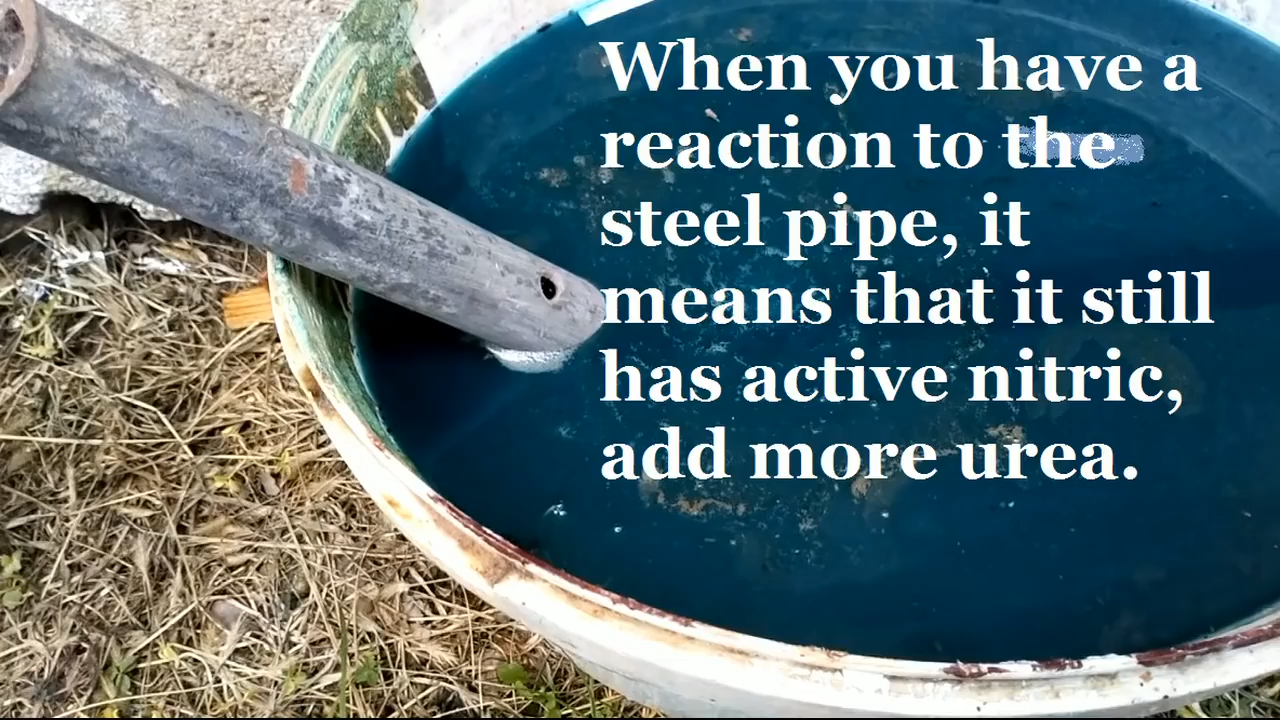 When you have a
reaction to the
steel pipe, it
means that it still
has active nitric,
add more urea.